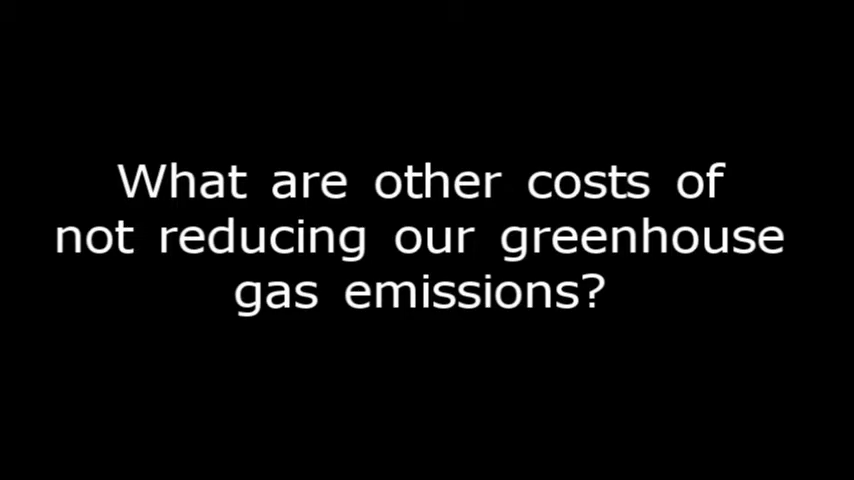 What are other costs of
not reducing our greenhouse
gas emissions?